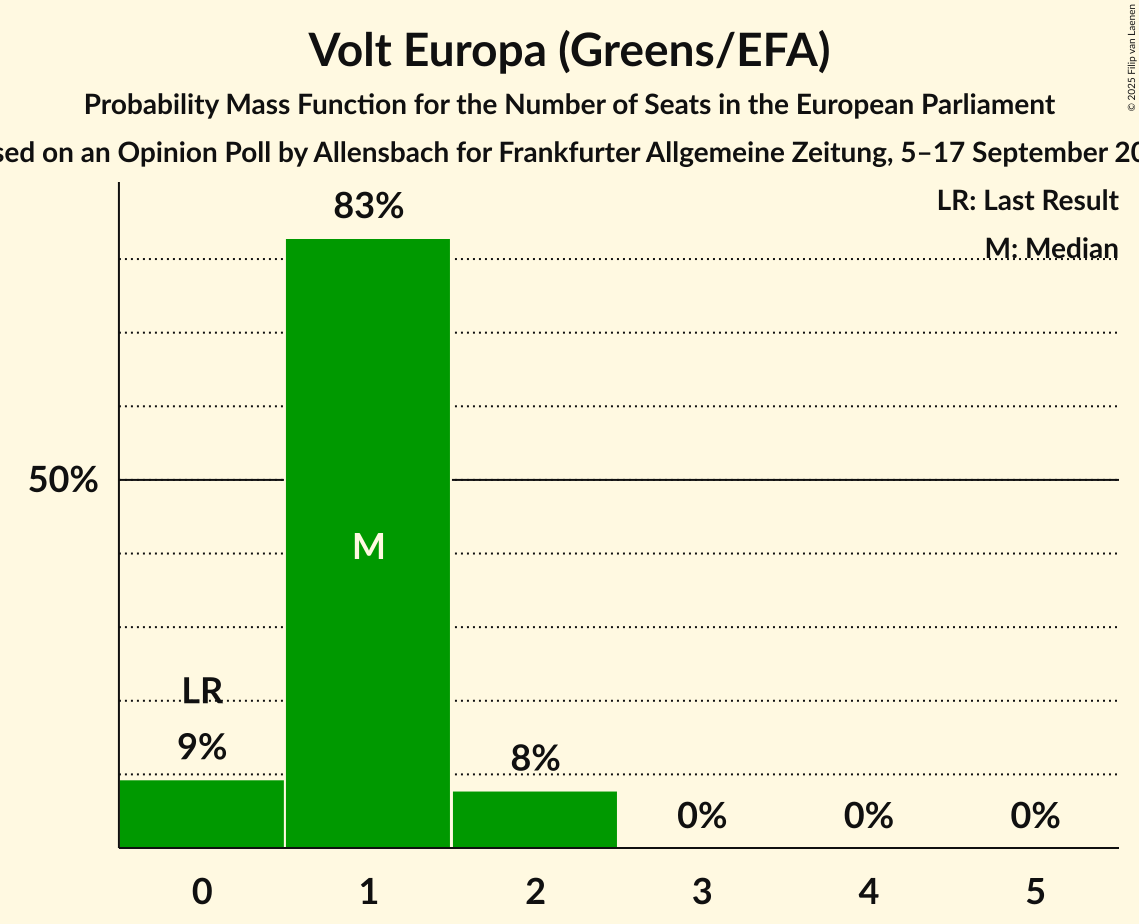 Volt Europa (Greens/EFA)
Probability Mass Function for the Number of Seats in the European Parliament
on an Opinion Poll by Allensbach for Frankfurter Allgemeine Zeitung, 5–17 September
© 2025 Filip van Laenen
LR: Last Result
M: Median
83%
50%
M
LR
9%
8%
0%
0%
0%
0
1
2
3
4
5